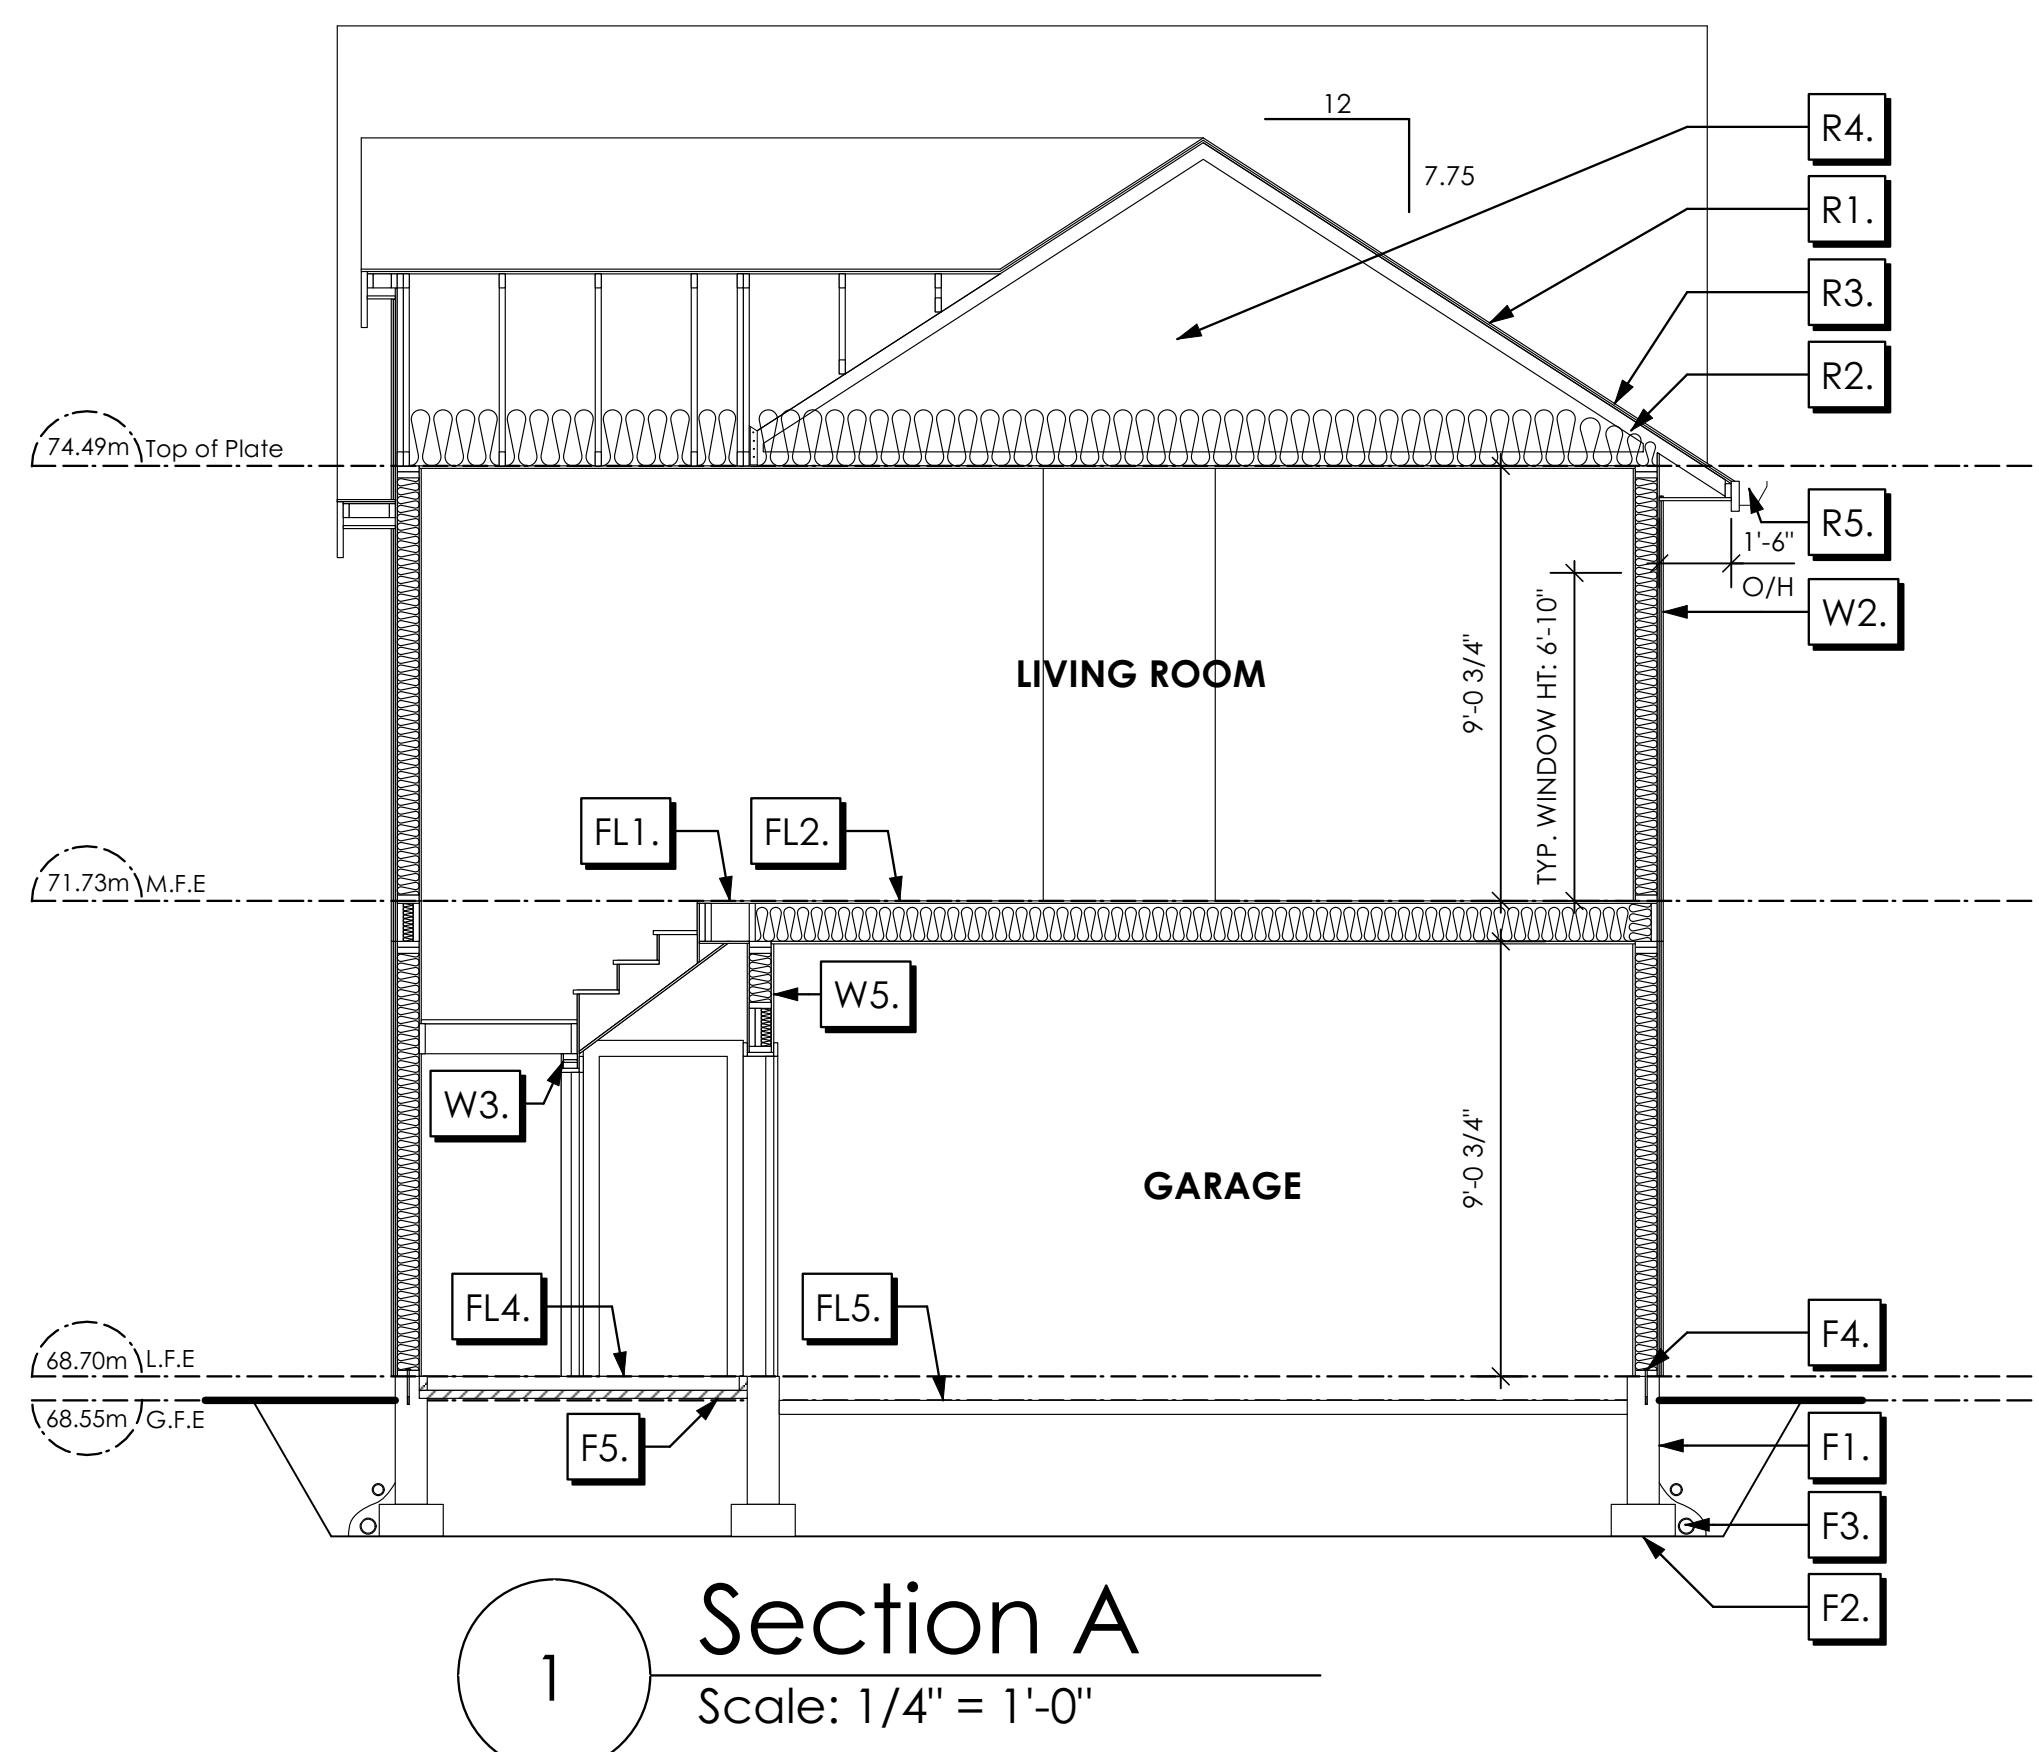 12
7.75
R4.
R1.
R3.
R2.
74.49m Top of Plate
R5.
1'-6"
O/H
W2.
9'-0 3/4"
TYP. WINDOW HT: 6'-10"
LIVING ROOM
FL1.
FL2.
71.73m M.F.E
W5.
W3.
9'-0 3/4"
GARAGE
FL4.
FL5.
F4.
68.70m L.F.E
68.55m G.F.E
F5.
F1.
F3.
F2.
1
Section A
Scale: 1/4" = 1'-0"